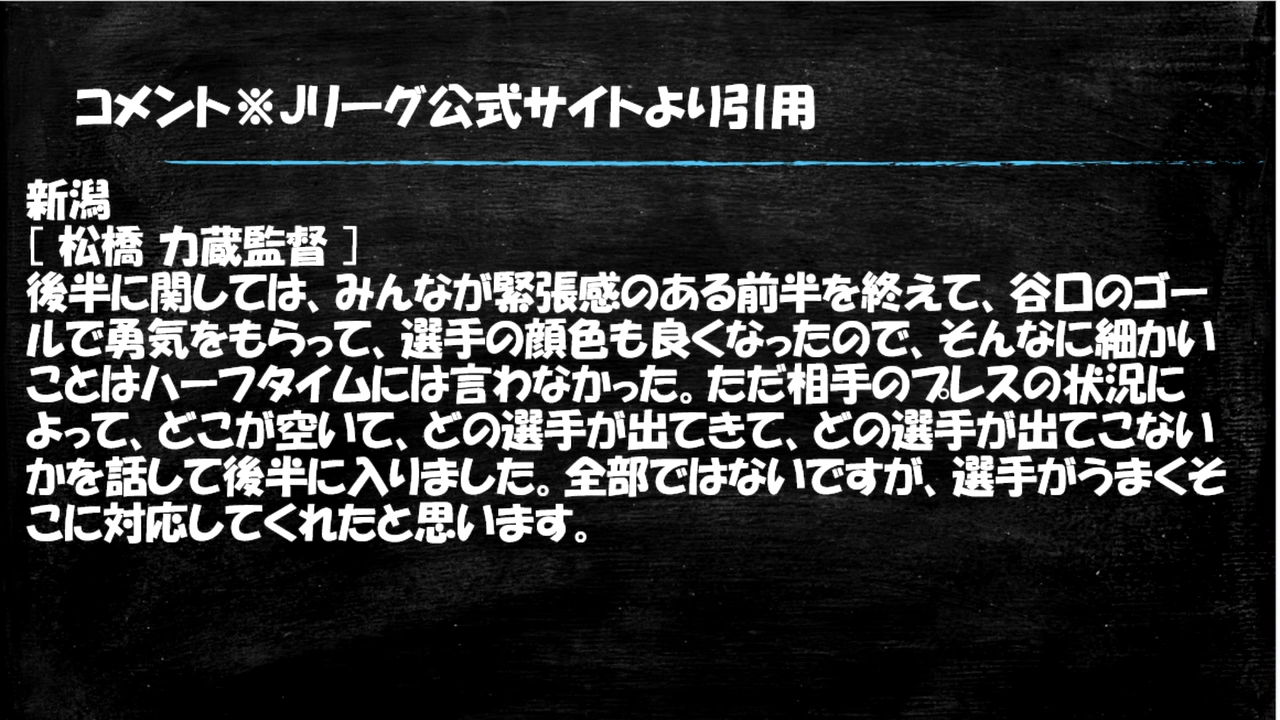 コメント※Jリーグ公式サイトより引用
新潟
[ 松橋 力蔵監督 ]
後半に関しては、みんなが緊張感のある前半を終えて、谷口のゴー
ルで勇気をもらって、選手の顔色も良くなったので、そんなに細かい
ことはハーフタイムには言わなかった。ただ相手のプレスの状況に
よって、どこが空いて、どの選手が出てきて、どの選手が出てこない
かを話して後半に入りました。全部ではないですが、選手がうまくそ
こに対応してくれたと思います。